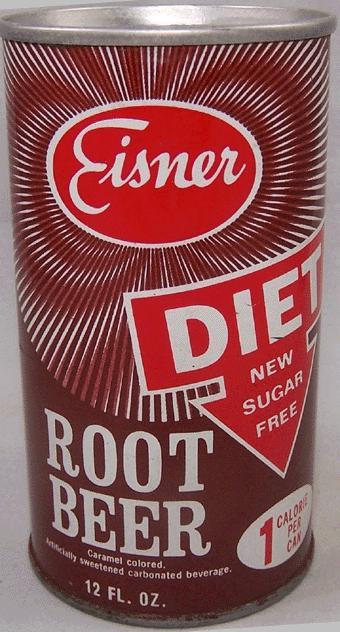 Eisner
DIET
NEW
SUGAR
FREE
ROOT
BEER
1 CALORIE
PER
CAN
Caramel colored.
Artificially sweetened carbonated beverage.
12 FL. OZ.